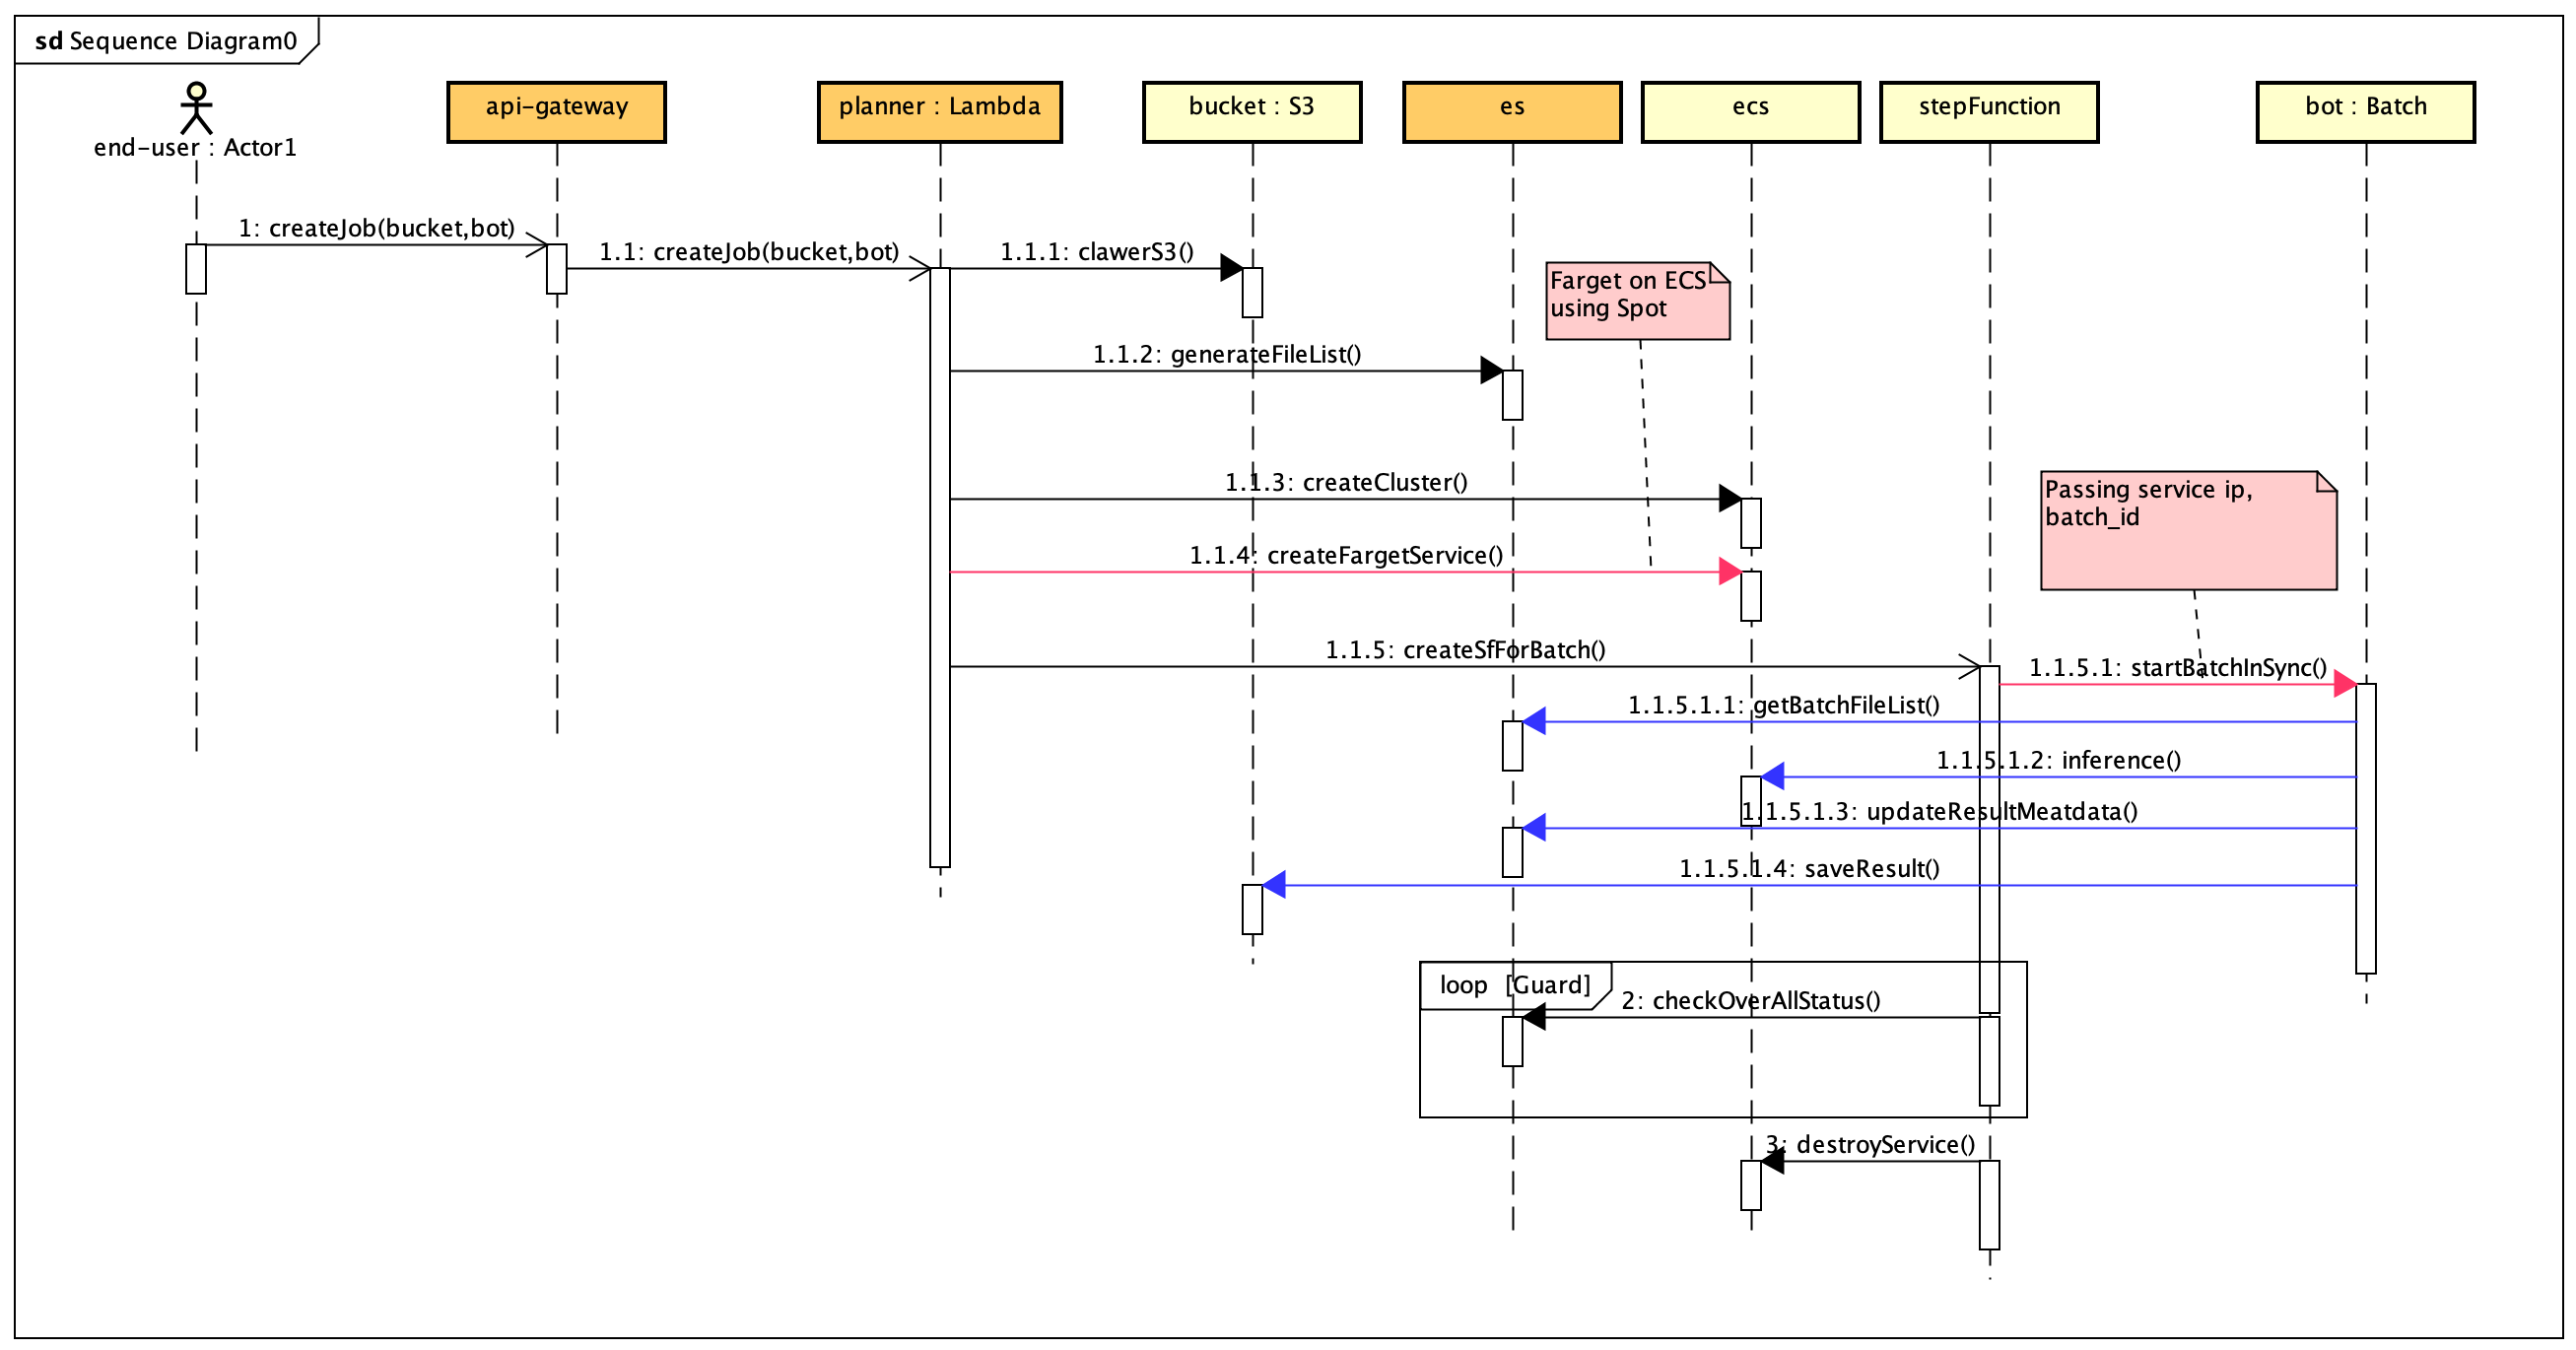 sd Sequence Diagram0
end-user : Actor1
api-gateway
planner : Lambda
bucket : S3
es
ecs
stepFunction
bot : Batch
1: createJob(bucket,bot)
1.1: createJob(bucket,bot)
1.1.1: clawerS3()
Farget on ECS
using Spot
1.1.2: generateFileList()
1.1.3: createCluster()
Passing service ip,
batch_id
1.1.4: createFargetService()
1.1.5: createSfForBatch()
1.1.5.1: startBatchInSync()
1.1.5.1.1: getBatchFileList()
1.1.5.1.2: inference()
1.1.5.1.3: updateResultMeatdata()
1.1.5.1.4: saveResult()
loop [Guard]
2: checkOverAllStatus()
3: destroyService()